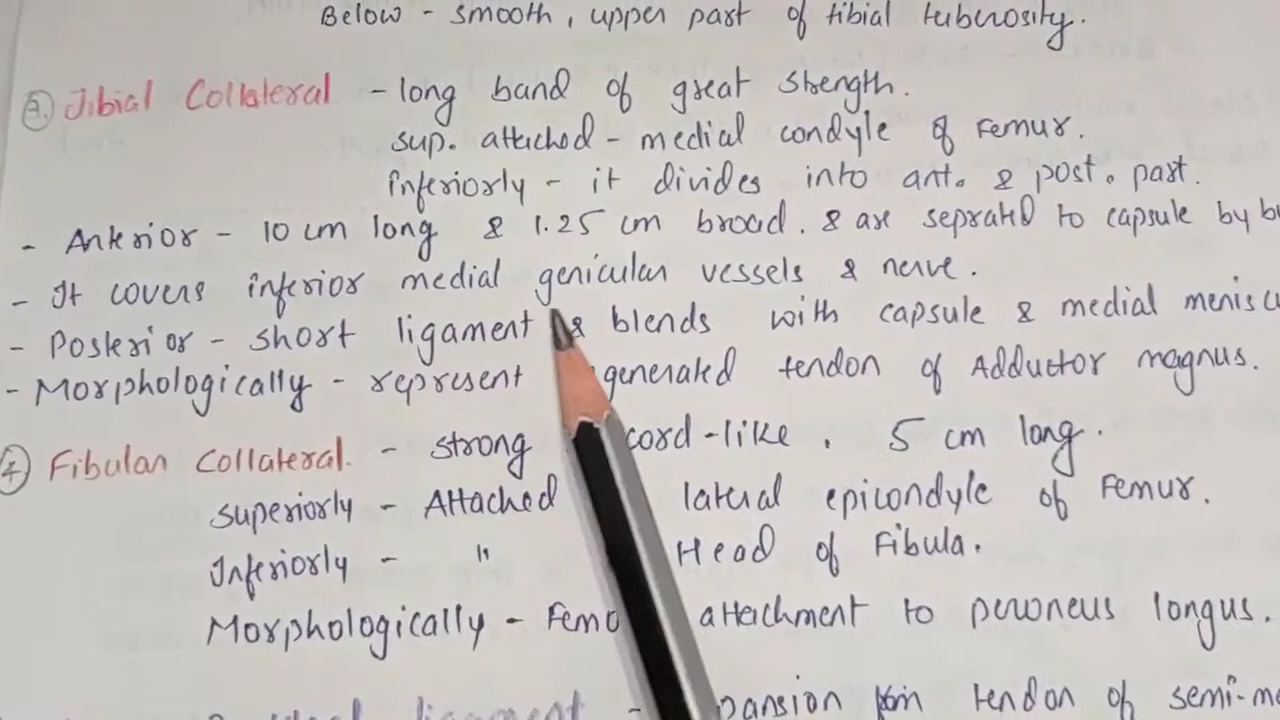 Below - smooth, upper part of tibial tuberosity.
3. Tibial Collateral - long band of great strength.
sup. attached - medial condyle of Femur.
inferiorly - it divides into ant. & post. part.
- Anterior - 10 cm long & 1.25 cm broad. & are seprated to capsule by
- It covers inferior medial genicular vessels & nerve.
- Posterior - short ligament & blends with capsule & medial
- Morphologically - represent generated tendon of Adductor magnus.
4 Fibular Collateral. - strong cord-like. 5 cm long.
superiorly - Attached lateral epicondyle of Femur.
Inferiorly - " Head of Fibula.
Morphologically - attachment to peroneus longus.
ligament - pansion from tendon of